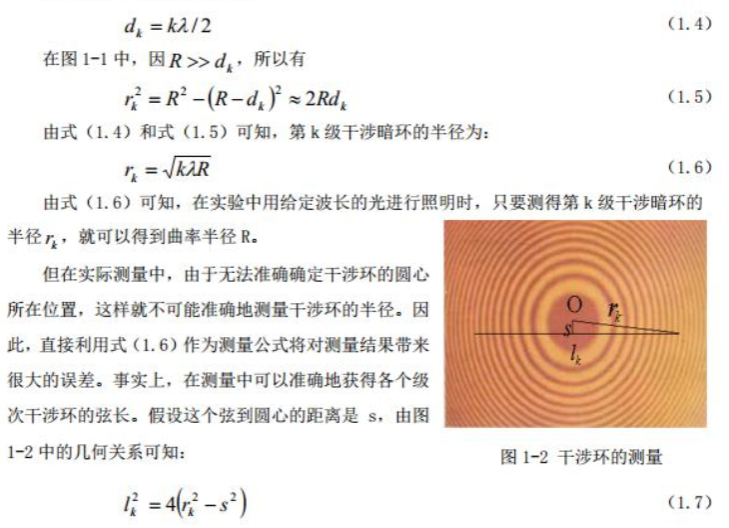 d_k = kλ/2 (1.4)
在图 1-1 中，因 R >> d_k，所以有
r_k^2 = R^2 - (R - d_k)^2 ≈ 2Rd_k (1.5)
由式（1.4）和式（1.5）可知，第 k 级干涉暗环的半径为：
r_k = √kλR (1.6)
由式（1.6）可知，在实验中用给定波长的光进行照明时，只要测得第 k 级干涉暗环的
半径 r_k，就可以得到曲率半径 R。
但在实际测量中，由于无法准确确定干涉环的圆心
所在位置，这样就不可能准确地测量干涉环的半径。因
此，直接利用式（1.6）作为测量公式将对测量结果带来
很大的误差。事实上，在测量中可以准确地获得各个级
次干涉环的弦长。假设这个弦到圆心的距离是 s，由图
1-2 中的几何关系可知：
l_k^2 = 4(r_k^2 - s^2) (1.7)
O
r_k
s
l_k
图 1-2 干涉环的测量